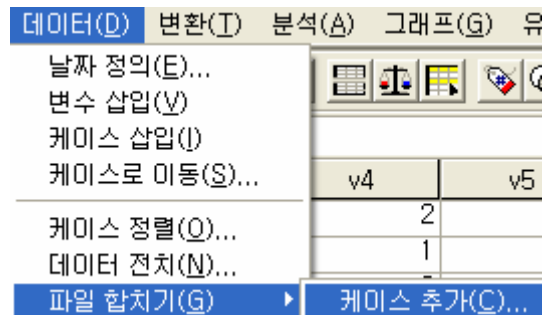 데이터(D) 변환(T) 분석(A) 그래프(G) 유
날짜 정의(E)...
변수 삽입(V)
케이스 삽입(I)
케이스로 이동(S)...
v4 v5
2
케이스 정렬(O)...
1
데이터 전치(N)...
파일 합치기(G) 케이스 추가(C)...